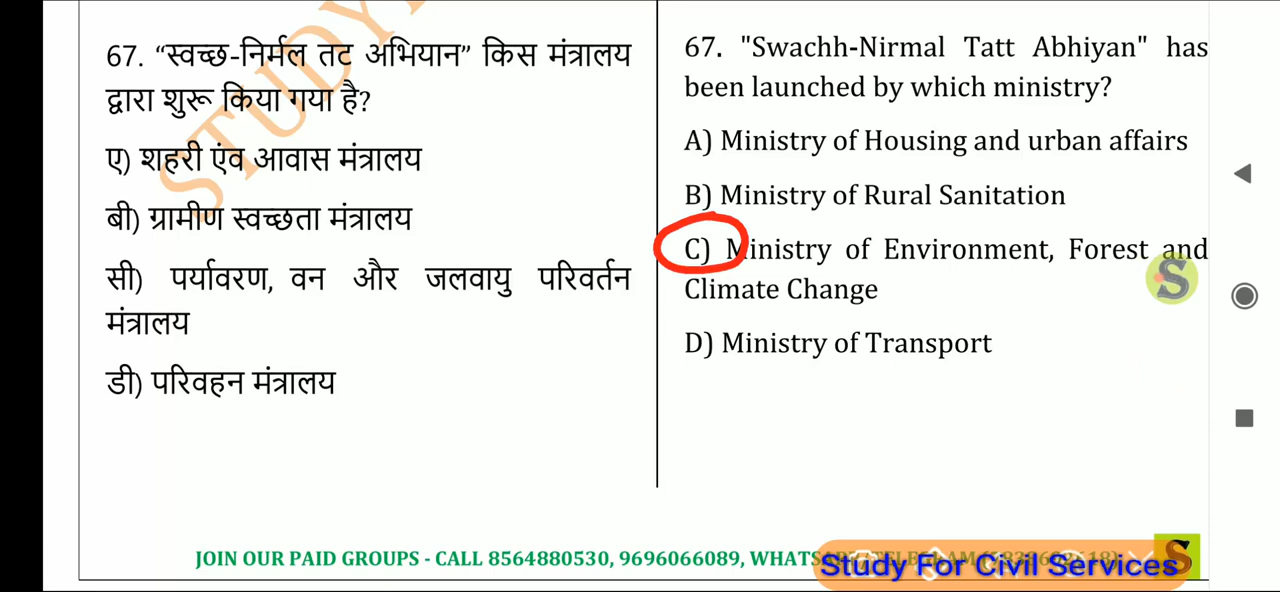 67. “स्वच्छ-निर्मल तट अभियान” किस मंत्रालय
द्वारा शुरू किया गया है?
ए) शहरी एंव आवास मंत्रालय
बी) ग्रामीण स्वच्छता मंत्रालय
सी) पर्यावरण, वन और जलवायु परिवर्तन
मंत्रालय
डी) परिवहन मंत्रालय
67. "Swachh-Nirmal Tatt Abhiyan" has
been launched by which ministry?
A) Ministry of Housing and urban affairs
B) Ministry of Rural Sanitation
C) Ministry of Environment, Forest and
Climate Change
D) Ministry of Transport
S
JOIN OUR PAID GROUPS - CALL 8564880530, 9696066089,
Study For Civil Services
S